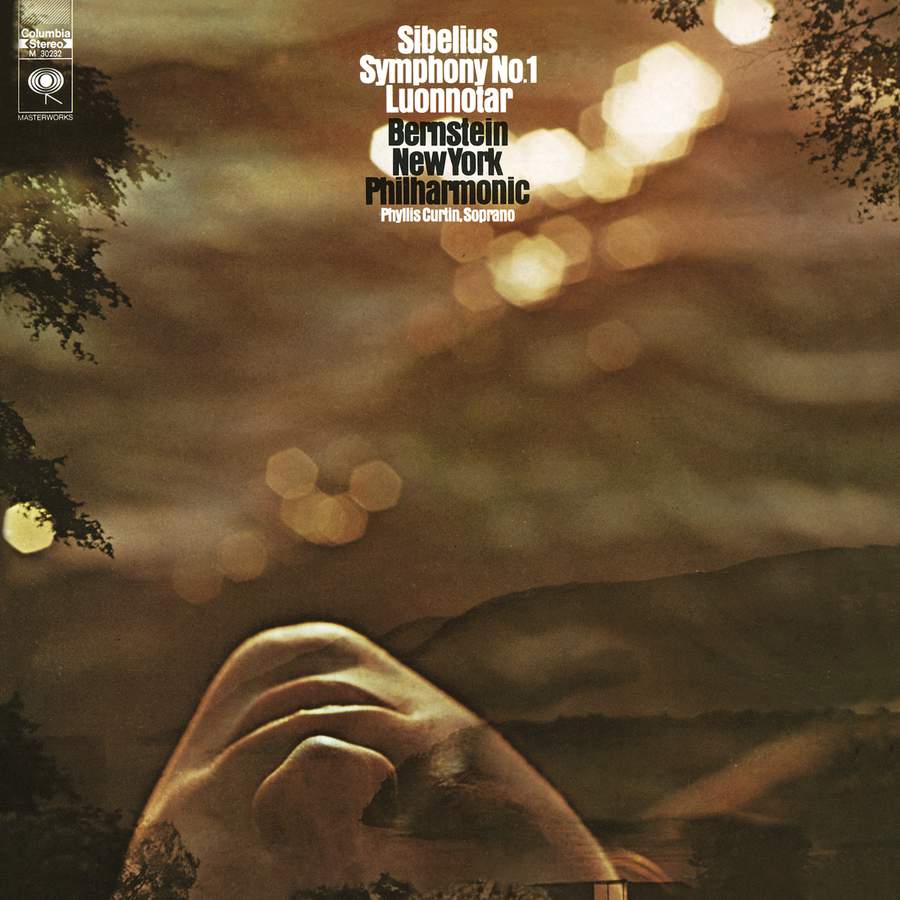 Columbia
Stereo
M 30232
MASTERWORKS
Sibelius
Symphony No.1
Luonnotar
Bernstein
New York
Philharmonic
Phyllis Curtin, Soprano